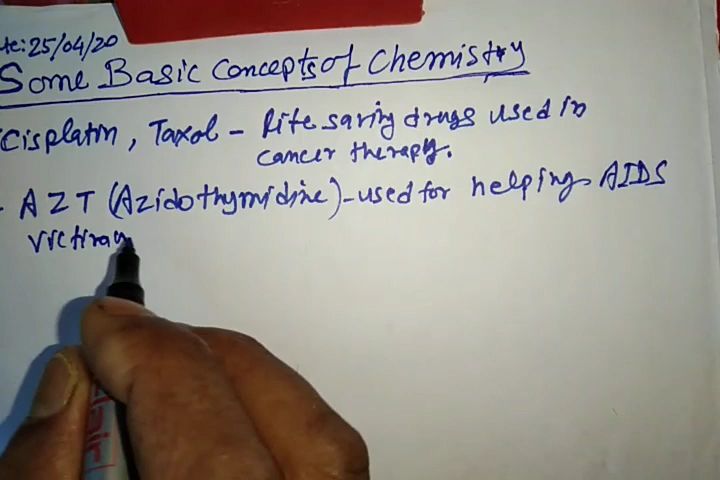 te: 25/04/20
Some Basic Concepts of Chemistry
Cisplatin, Taxol - Life saving drugs used in
cancer therapy.
- AZT (Azidothymidine) - used for helping AIDS